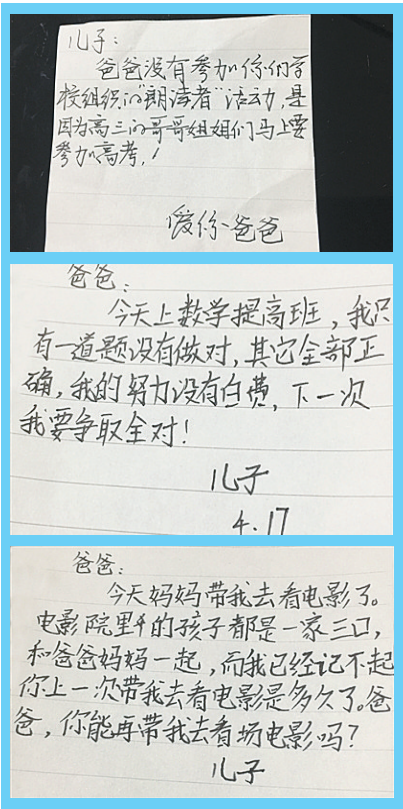 儿子：
爸爸没有参加你们学
校组织的“朗读者”活动，是
因为高三的哥哥姐姐们马上要
参加高考，！
爱你爸爸
爸爸：
今天上数学提高班，我只
有一道题没有做对，其它全部正
确，我的努力没有白费，下一次
我要争取全对！
儿子
4.17
爸爸：
今天妈妈带我去看电影了。
电影院里的孩子都是一家三口，
和爸爸妈妈一起，而我已经记不起
你上一次带我去看电影是多久了。爸
爸，你能再带我去看场电影吗？
儿子